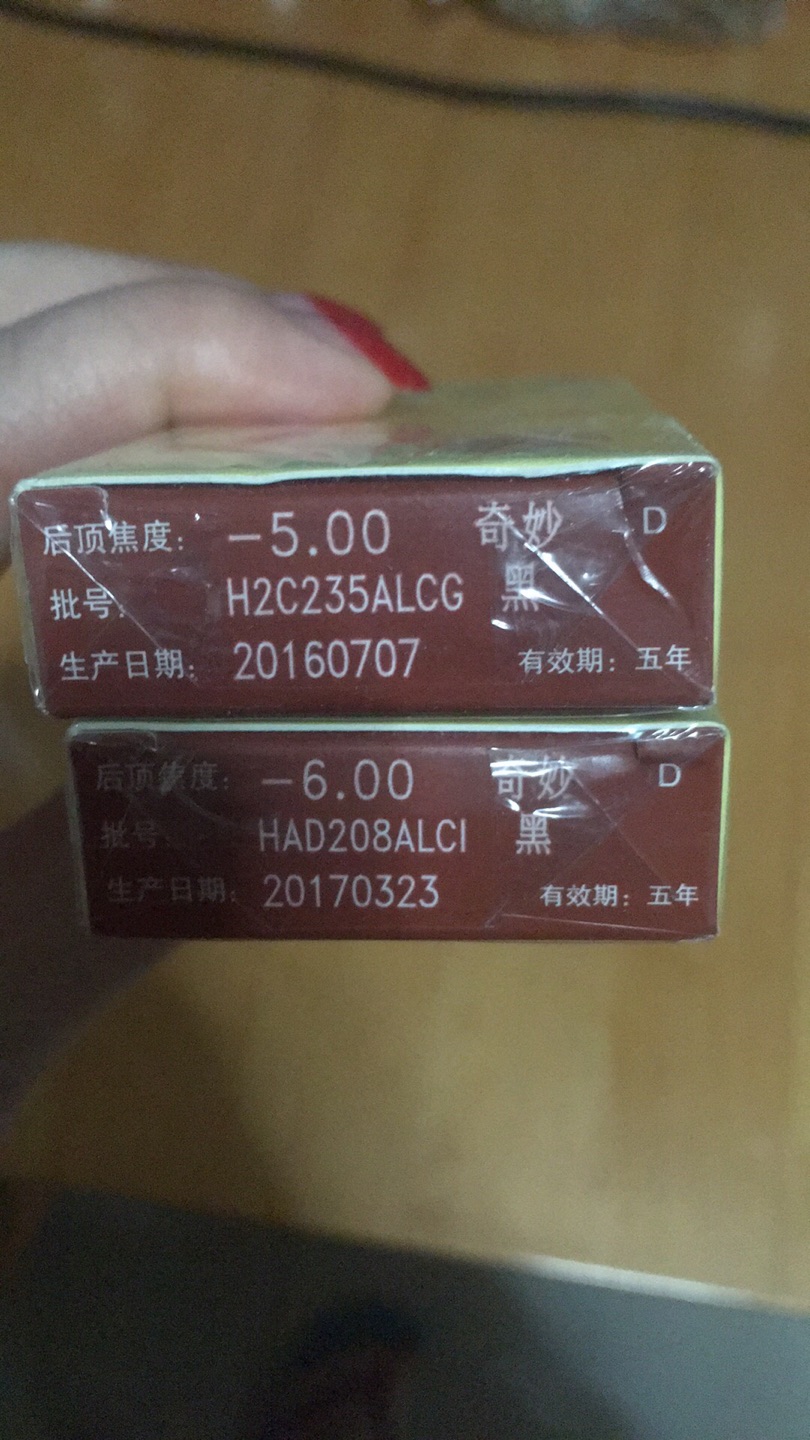 后顶焦度： -5.00 奇妙 D
批号： H2C235ALCG 黑
生产日期： 20160707 有效期：五年
后顶焦度： -6.00 奇妙 D
批号： HAD208ALCI 黑
生产日期： 20170323 有效期：五年